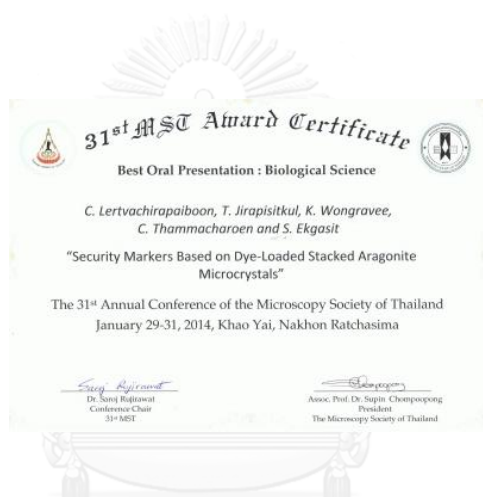 31st MST Award Certificate
Best Oral Presentation : Biological Science
C. Lertvachirapaiboon, T. Jirapisitkul, K. Wongravee,
C. Thammacharoen and S. Ekgasit
“Security Markers Based on Dye-Loaded Stacked Aragonite
Microcrystals”
The 31st Annual Conference of the Microscopy Society of Thailand
January 29-31, 2014, Khao Yai, Nakhon Ratchasima
Saroj Rujirawat
Dr. Saroj Rujirawat
Conference Chair
31st MST
Assoc. Prof. Dr. Supin Chompoopong
President
The Microscopy Society of Thailand